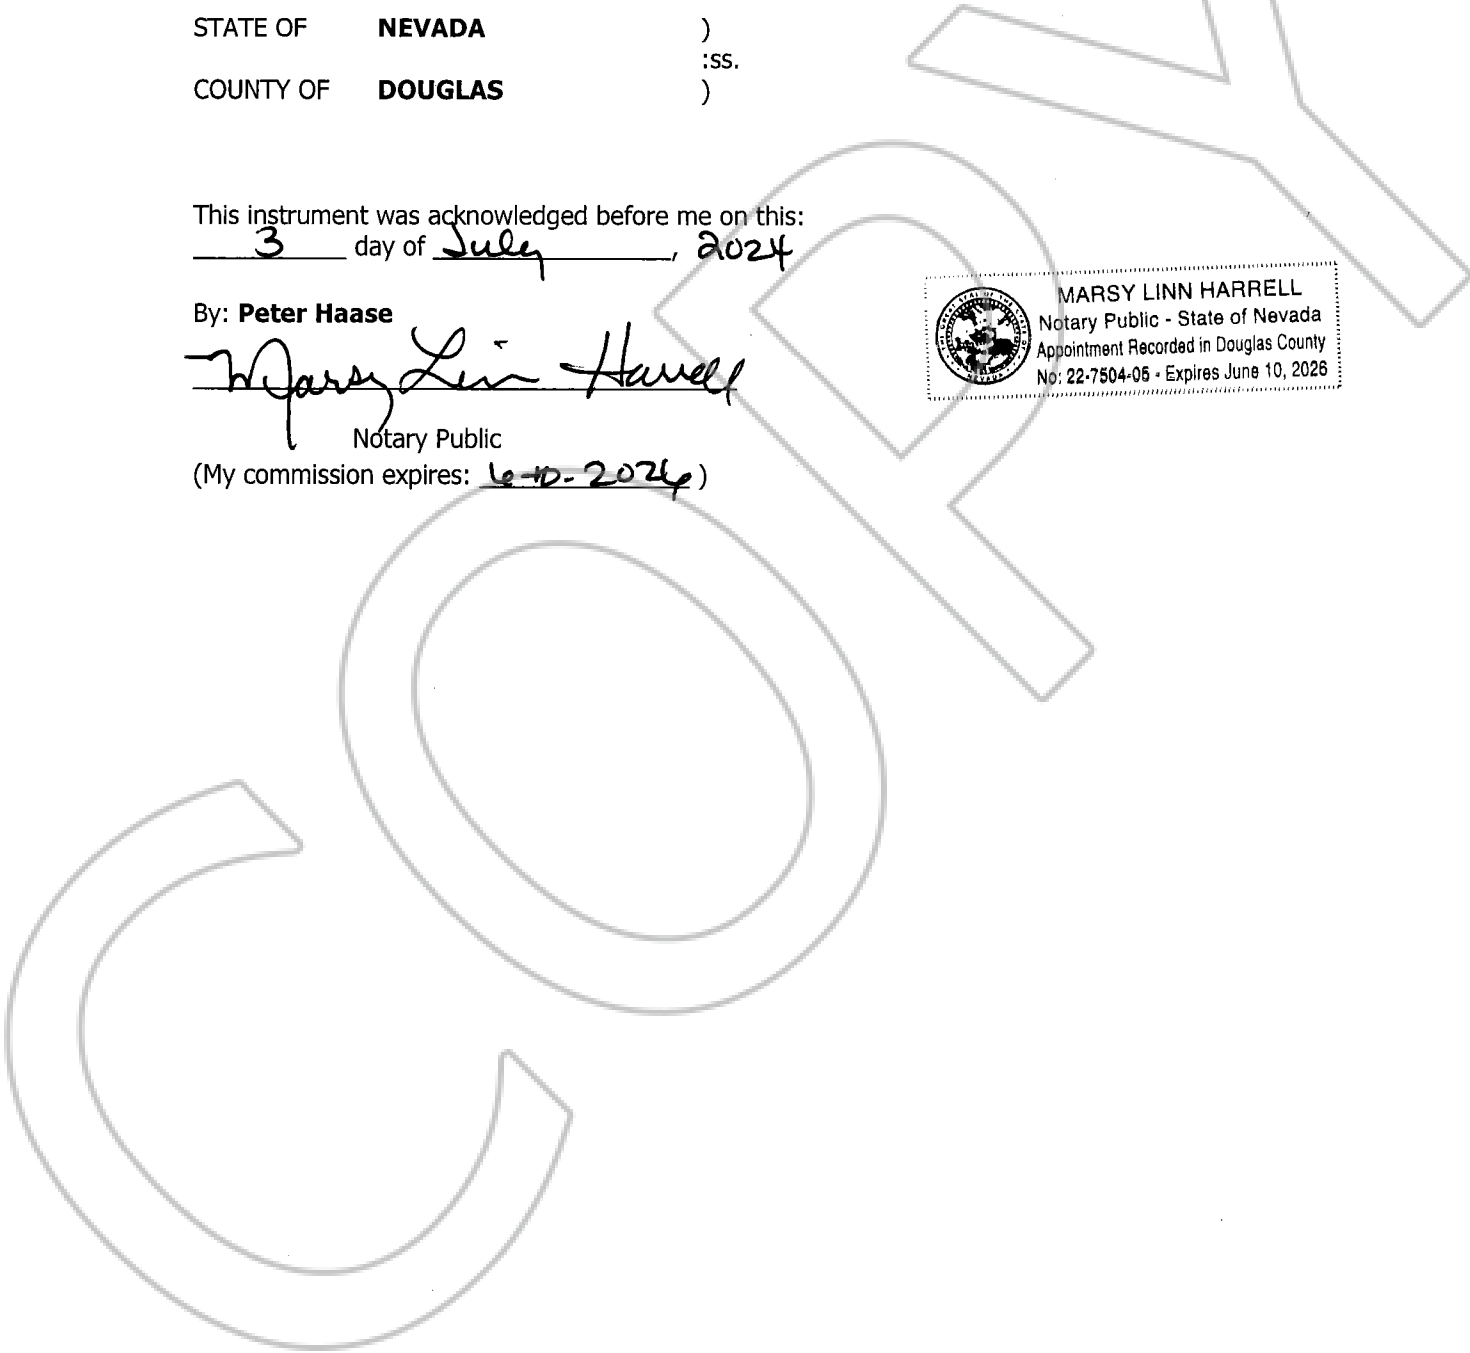 STATE OF NEVADA )
:ss.
COUNTY OF DOUGLAS )
This instrument was acknowledged before me on this:
3 day of July, 2024
By: Peter Haase
Marsy Linn Harrell
Notary Public
(My commission expires: 6-10-2026)
MARSY LINN HARRELL
Notary Public - State of Nevada
Appointment Recorded in Douglas County
No: 22-7504-05 - Expires June 10, 2026
COPY